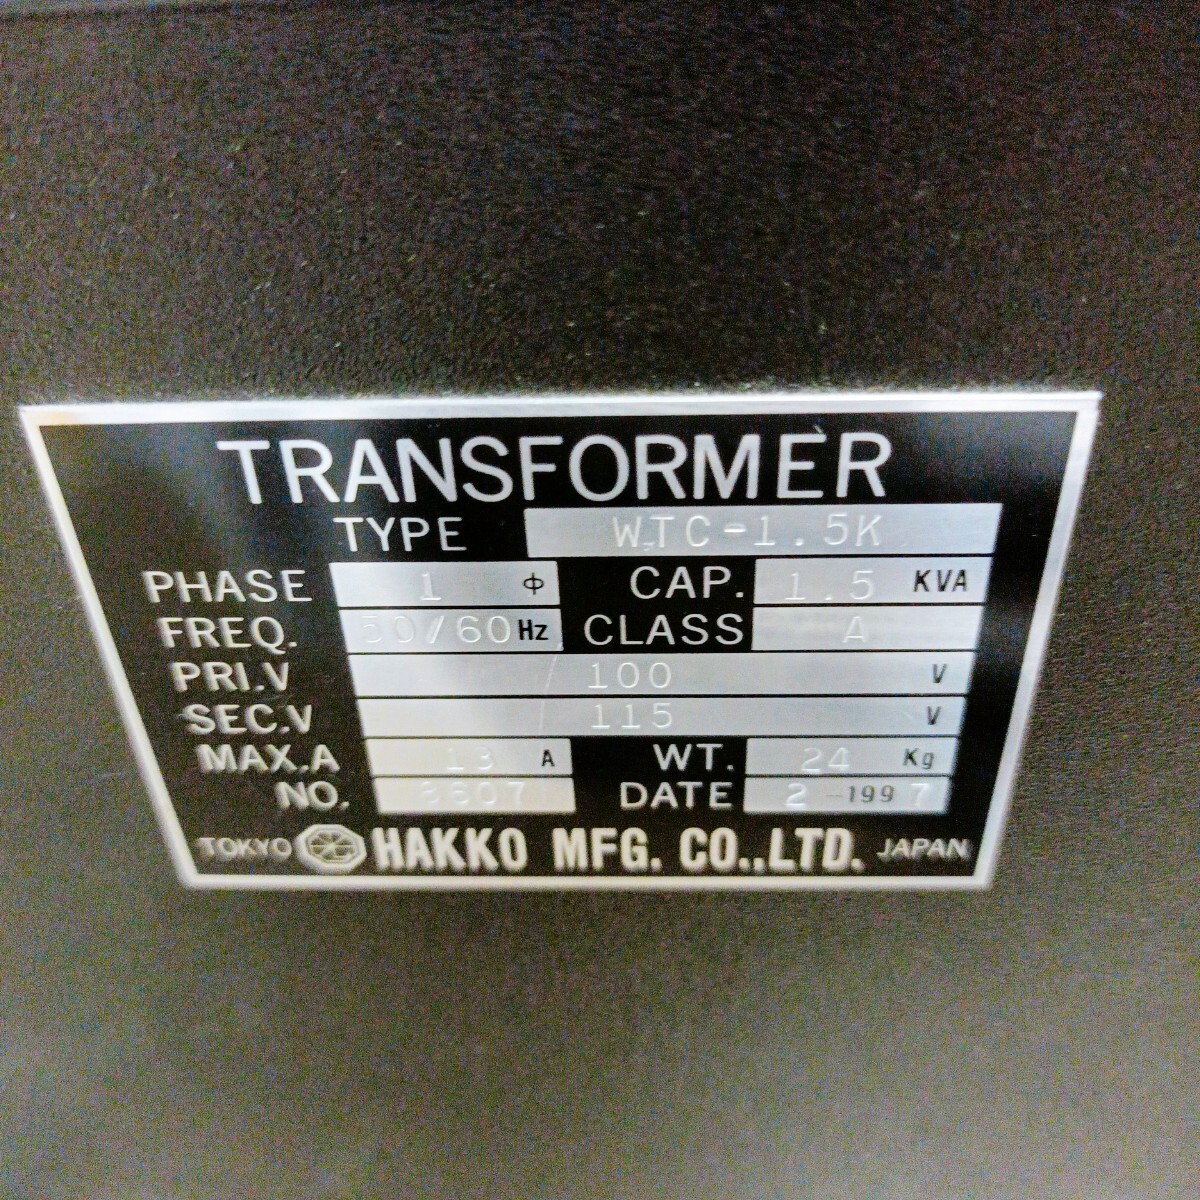 TRANSFORMER
TYPE WTC-1.5K
PHASE 1 ф CAP. 1.5 KVA
FREQ. 50/60 Hz CLASS A
PRI.V 100 V
SEC.V 115 V
MAX.A 13 A WT. 24 Kg
NO. DATE 2 -1997
TOKYO HAKKO MFG. CO.,LTD. JAPAN